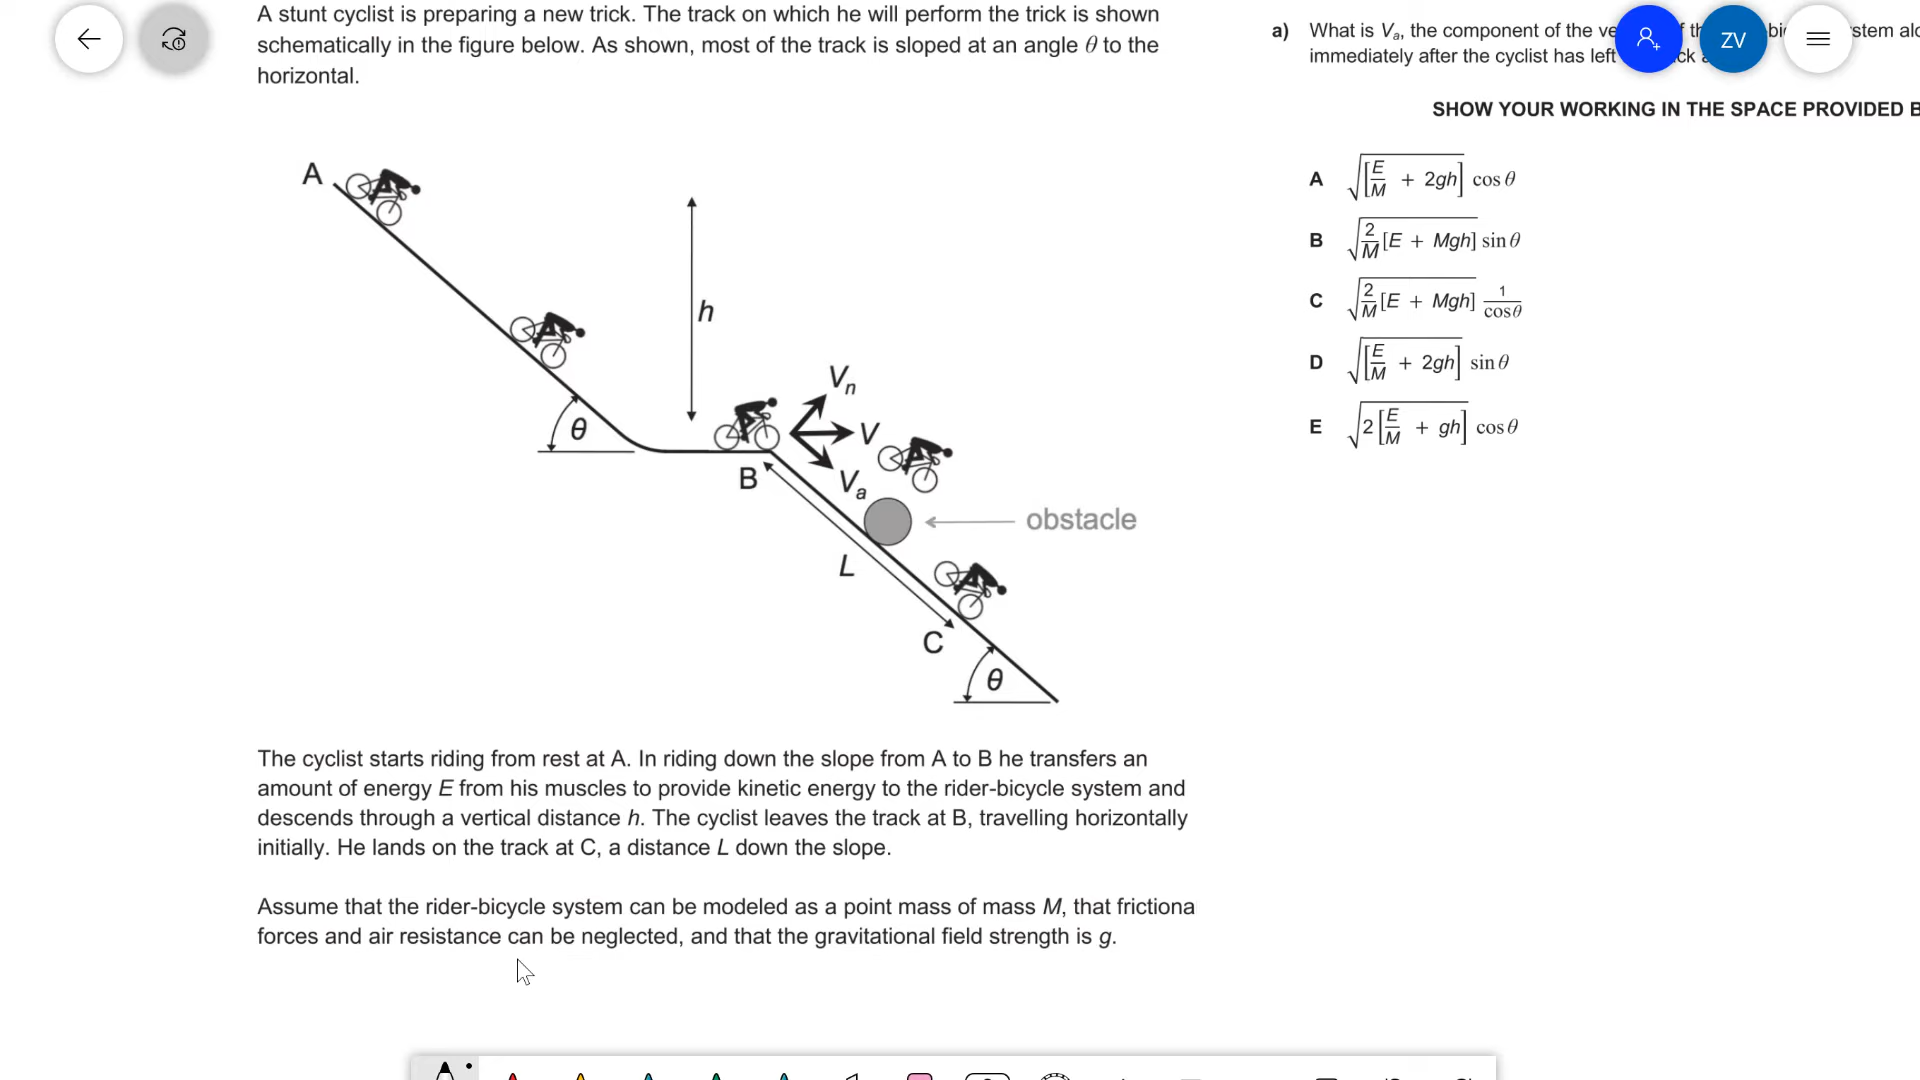 A stunt cyclist is preparing a new trick. The track on which he will perform the trick is shown
schematically in the figure below. As shown, most of the track is sloped at an angle θ to the
horizontal.
A
h
θ
B
V_n
V
V_a
obstacle
L
C
θ
The cyclist starts riding from rest at A. In riding down the slope from A to B he transfers an
amount of energy E from his muscles to provide kinetic energy to the rider-bicycle system and
descends through a vertical distance h. The cyclist leaves the track at B, travelling horizontally
initially. He lands on the track at C, a distance L down the slope.
Assume that the rider-bicycle system can be modeled as a point mass of mass M, that frictiona
forces and air resistance can be neglected, and that the gravitational field strength is g.
a) What is V_a, the component of the
immediately after the cyclist has left
ZV
SHOW YOUR WORKING IN THE SPACE PROVIDED
A √[E/M + 2gh] cos θ
B √2/M [E + Mgh] sin θ
C √2/M [E + Mgh] 1/cos θ
D √[E/M + 2gh] sin θ
E √2[E/M + gh] cos θ